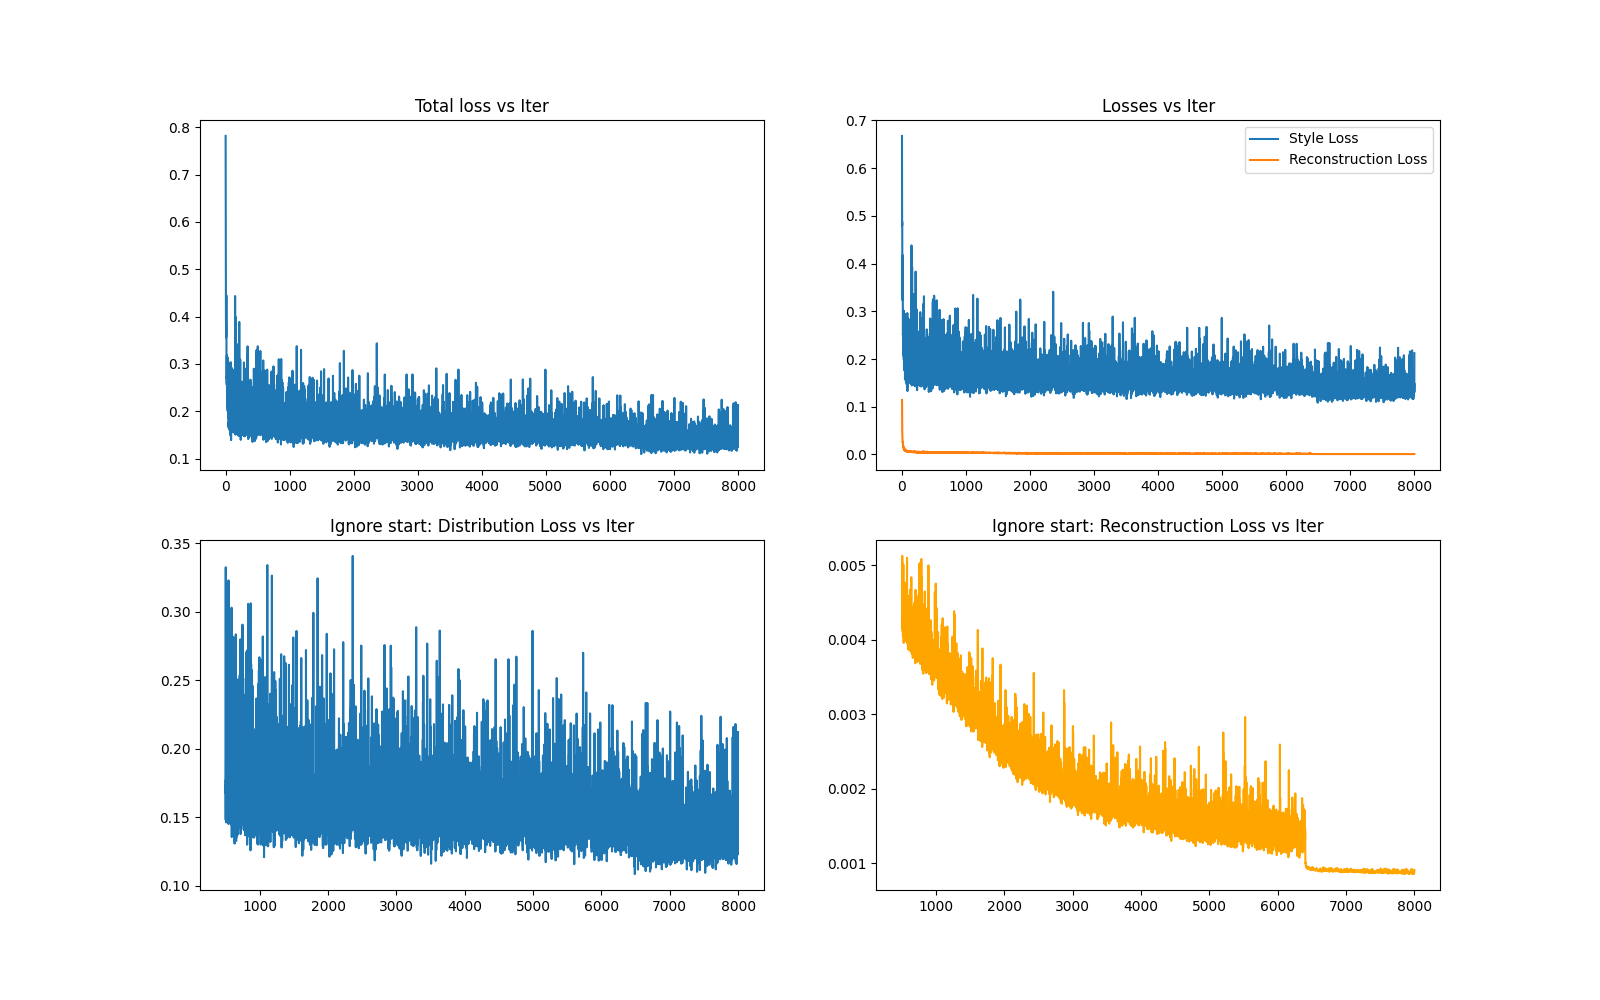 Total loss vs Iter
0.8
0.7
0.6
0.5
0.4
0.3
0.2
0.1
0 1000 2000 3000 4000 5000 6000 7000 8000
Losses vs Iter
Style Loss
Reconstruction Loss
0.7
0.6
0.5
0.4
0.3
0.2
0.1
0.0
0 1000 2000 3000 4000 5000 6000 7000 8000
Ignore start: Distribution Loss vs Iter
0.35
0.30
0.25
0.20
0.15
0.10
1000 2000 3000 4000 5000 6000 7000 8000
Ignore start: Reconstruction Loss vs Iter
0.005
0.004
0.003
0.002
0.001
1000 2000 3000 4000 5000 6000 7000 8000